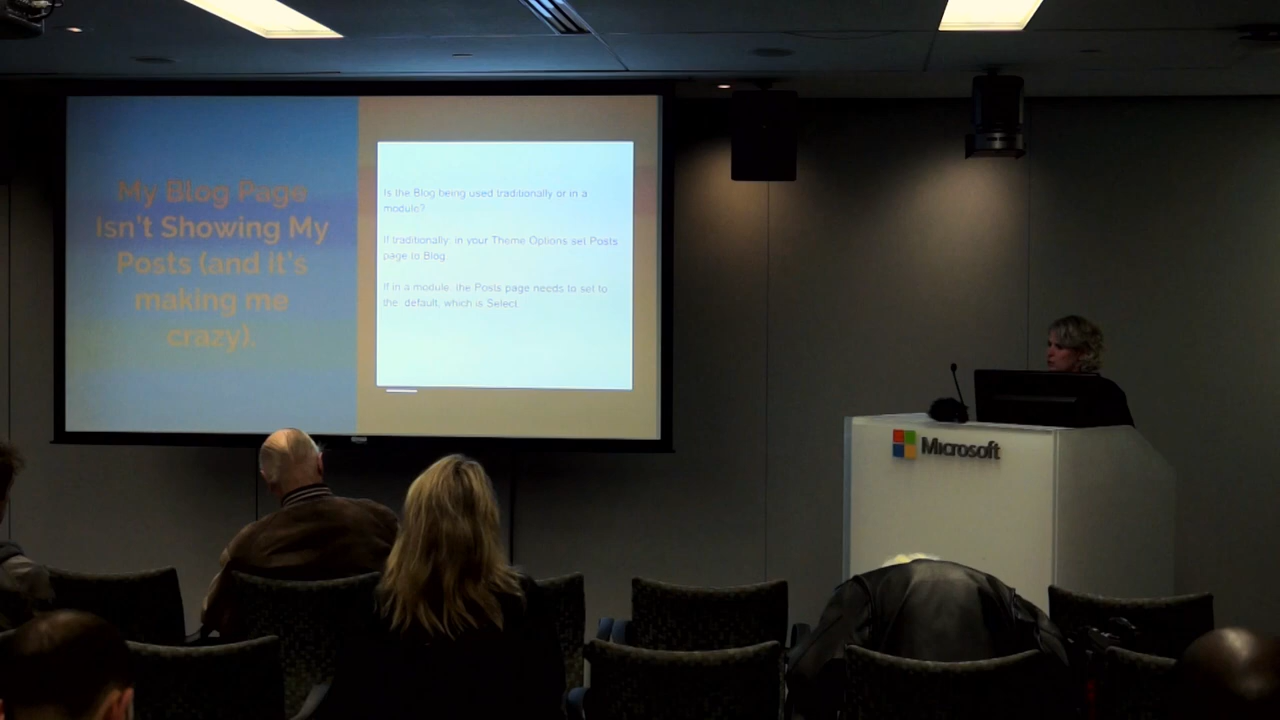 My Blog Page
Isn't Showing My
Posts (and it's
making me
crazy).
Is the Blog being used traditionally or in a
module?
If traditionally: in your Theme Options set Posts
page to Blog
If in a module: the Posts page needs to set to
the default, which is Select
Microsoft